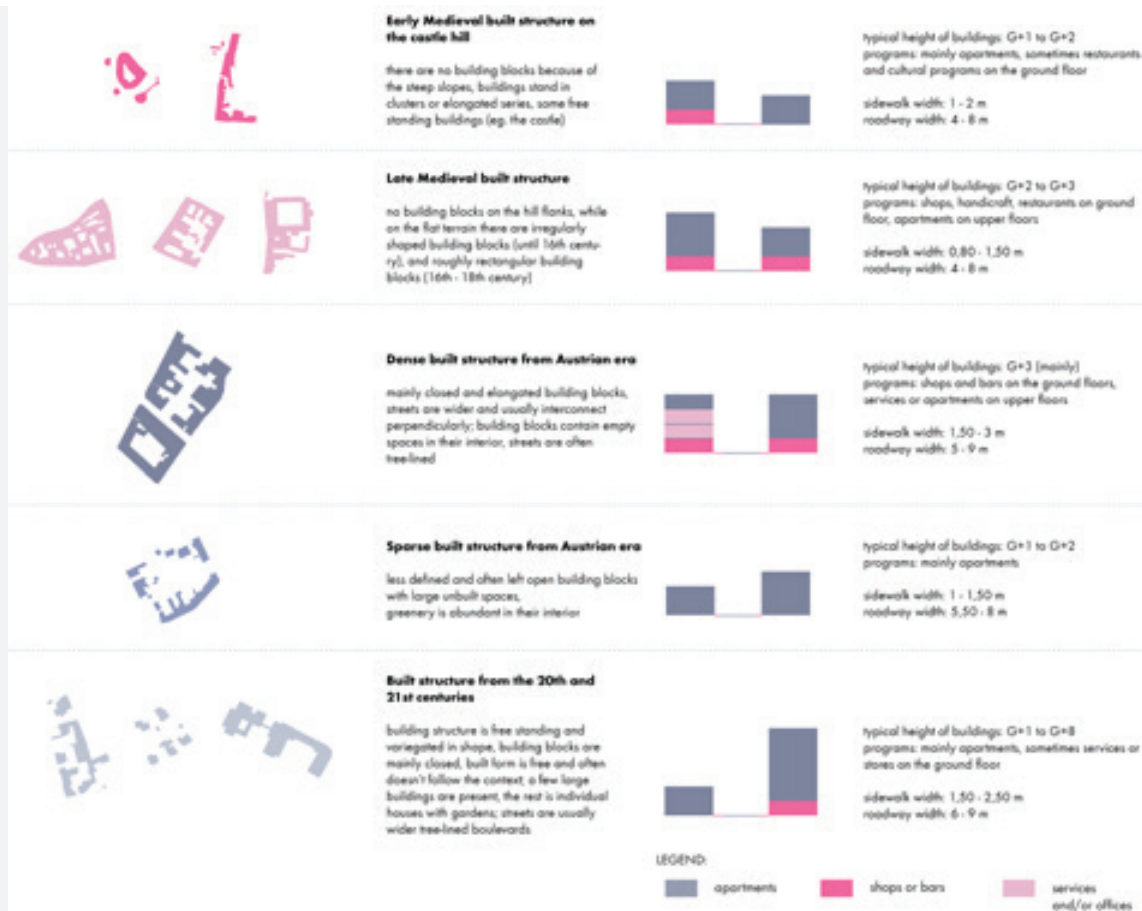 Early Medieval built structure on
the castle hill
there are no building blocks because of
the steep slopes, buildings stand in
clusters or elongated series, some free
standing buildings (eg. the castle)
typical height of buildings: G+1 to G+2
programs: mainly apartments, sometimes restaurants
and cultural programs on the ground floor
sidewalk width: 1 - 2 m
roadway width: 4 - 8 m
Late Medieval built structure
no building blocks on the hill flanks, while
on the flat terrain there are irregularly
shaped building blocks (until 16th centu-
ry), and roughly rectangular building
blocks (16th - 18th century)
typical height of buildings: G+2 to G+3
programs: shops, handicraft, restaurants on ground
floor, apartments on upper floors
sidewalk width: 0,80 - 1,50 m
roadway width: 4 - 8 m
Dense built structure from Austrian era
mainly closed and elongated building blocks,
streets are wider and usually interconnect
perpendicularly; building blocks contain empty
spaces in their interior, streets are often
tree-lined
typical height of buildings: G+3 (mainly)
programs: shops and bars on the ground floors,
services or apartments on upper floors
sidewalk width: 1,50 - 3 m
roadway width: 5 - 9 m
Sparse built structure from Austrian era
less defined and often left open building blocks
with large unbuilt spaces,
greenery is abundant in their interior
typical height of buildings: G+1 to G+2
programs: mainly apartments
sidewalk width: 1 - 1,50 m
roadway width: 5,50 - 8 m
Built structure from the 20th and
21st centuries
building structure is free standing and
variegated in shape, building blocks are
mainly closed, built form is free and often
doesn't follow the context; a few large
buildings are present, the rest is individual
houses with gardens; streets are usually
wider tree-lined boulevards
typical height of buildings: G+1 to G+8
programs: mainly apartments, sometimes services or
stores on the ground floor
sidewalk width: 1,50 - 2,50 m
roadway width: 6 - 9 m
LEGEND:
apartments
shops or bars
services
and/or offices